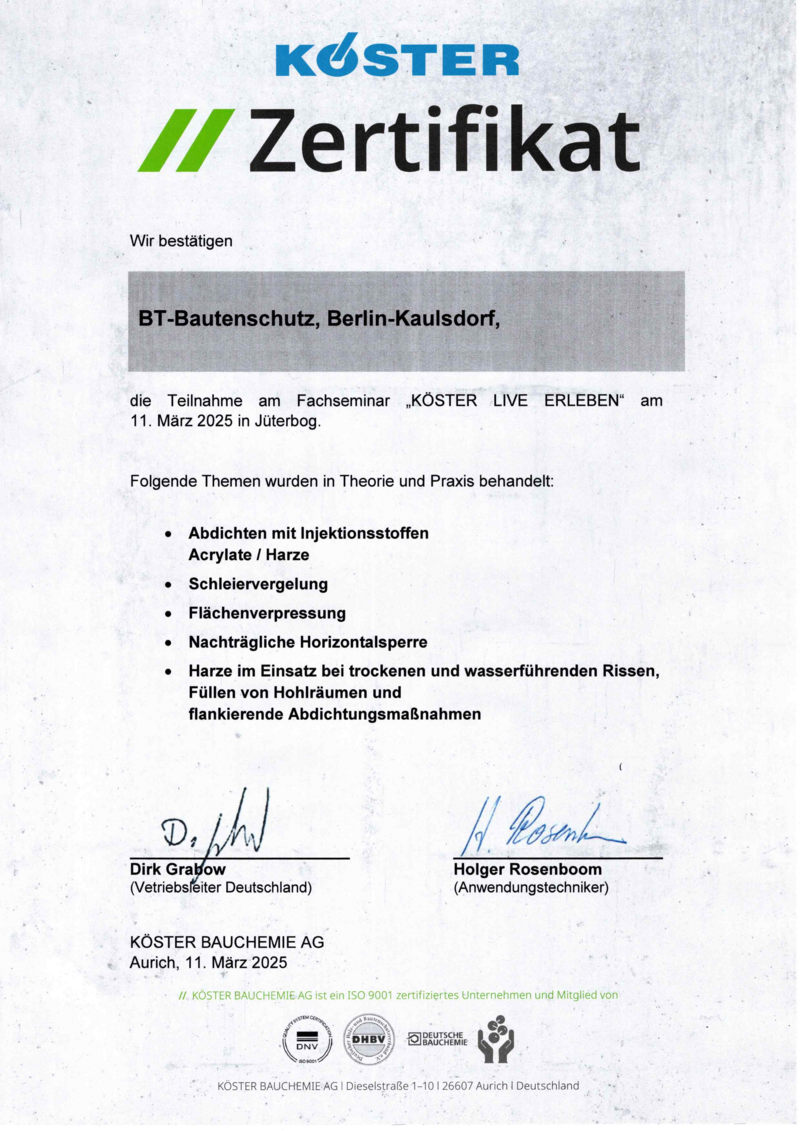 KÖSTER
// Zertifikat
Wir bestätigen
BT-Bautenschutz, Berlin-Kaulsdorf,
die Teilnahme am Fachseminar „KÖSTER LIVE ERLEBEN“ am
11. März 2025 in Jüterbog.
Folgende Themen wurden in Theorie und Praxis behandelt:
• Abdichten mit Injektionsstoffen
Acrylate / Harze
• Schleiervergelung
• Flächenverpressung
• Nachträgliche Horizontalsperre
• Harze im Einsatz bei trockenen und wasserführenden Rissen,
Füllen von Hohlräumen und
flankierende Abdichtungsmaßnahmen
H. Rosenb
Dirk Grabow
(Vetriebsleiter Deutschland)
Holger Rosenboom
(Anwendungstechniker)
KÖSTER BAUCHEMIE AG
Aurich, 11. März 2025
//. KÖSTER BAUCHEMIE AG ist ein ISO 9001 zertifiziertes Unternehmen und Mitglied von
QUALITY SYSTEM CERTIFICATION
DNV
ISO 9001
DHBV
DEUTSCHE
BAUCHEMIE
KÖSTER BAUCHEMIE AG | Dieselstraße 1–10 | 26607 Aurich | Deutschland